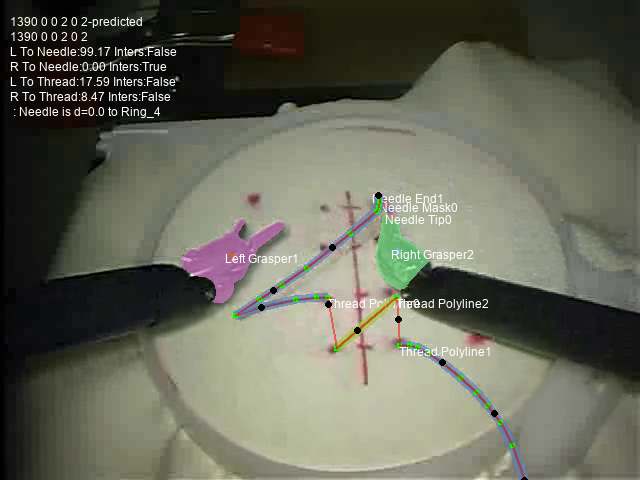 1390 0 0 2 0 2-predicted
1390 0 0 2 0 2
L To Needle:99.17 Inters:False
R To Needle:0.00 Inters:True
L To Thread:17.59 Inters:False
R To Thread:8.47 Inters:False
: Needle is d=0.0 to Ring_4
Needle End1
Needle Mask0
Needle Tip0
Left Grasper1
Right Grasper2
Thread Polyline2
Thread Polyline1